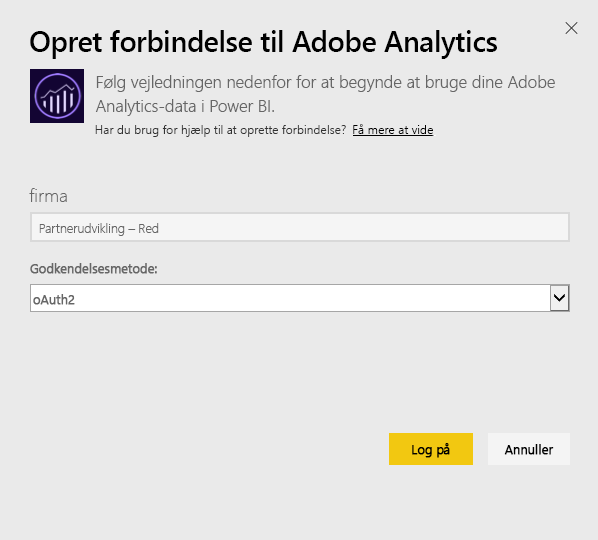 Opret forbindelse til Adobe Analytics
Følg vejledningen nedenfor for at begynde at bruge dine Adobe
Analytics-data i Power BI.
Har du brug for hjælp til at oprette forbindelse? Få mere at vide
firma
Partnerudvikling – Red
Godkendelsesmetode:
oAuth2
Log på
Annuller